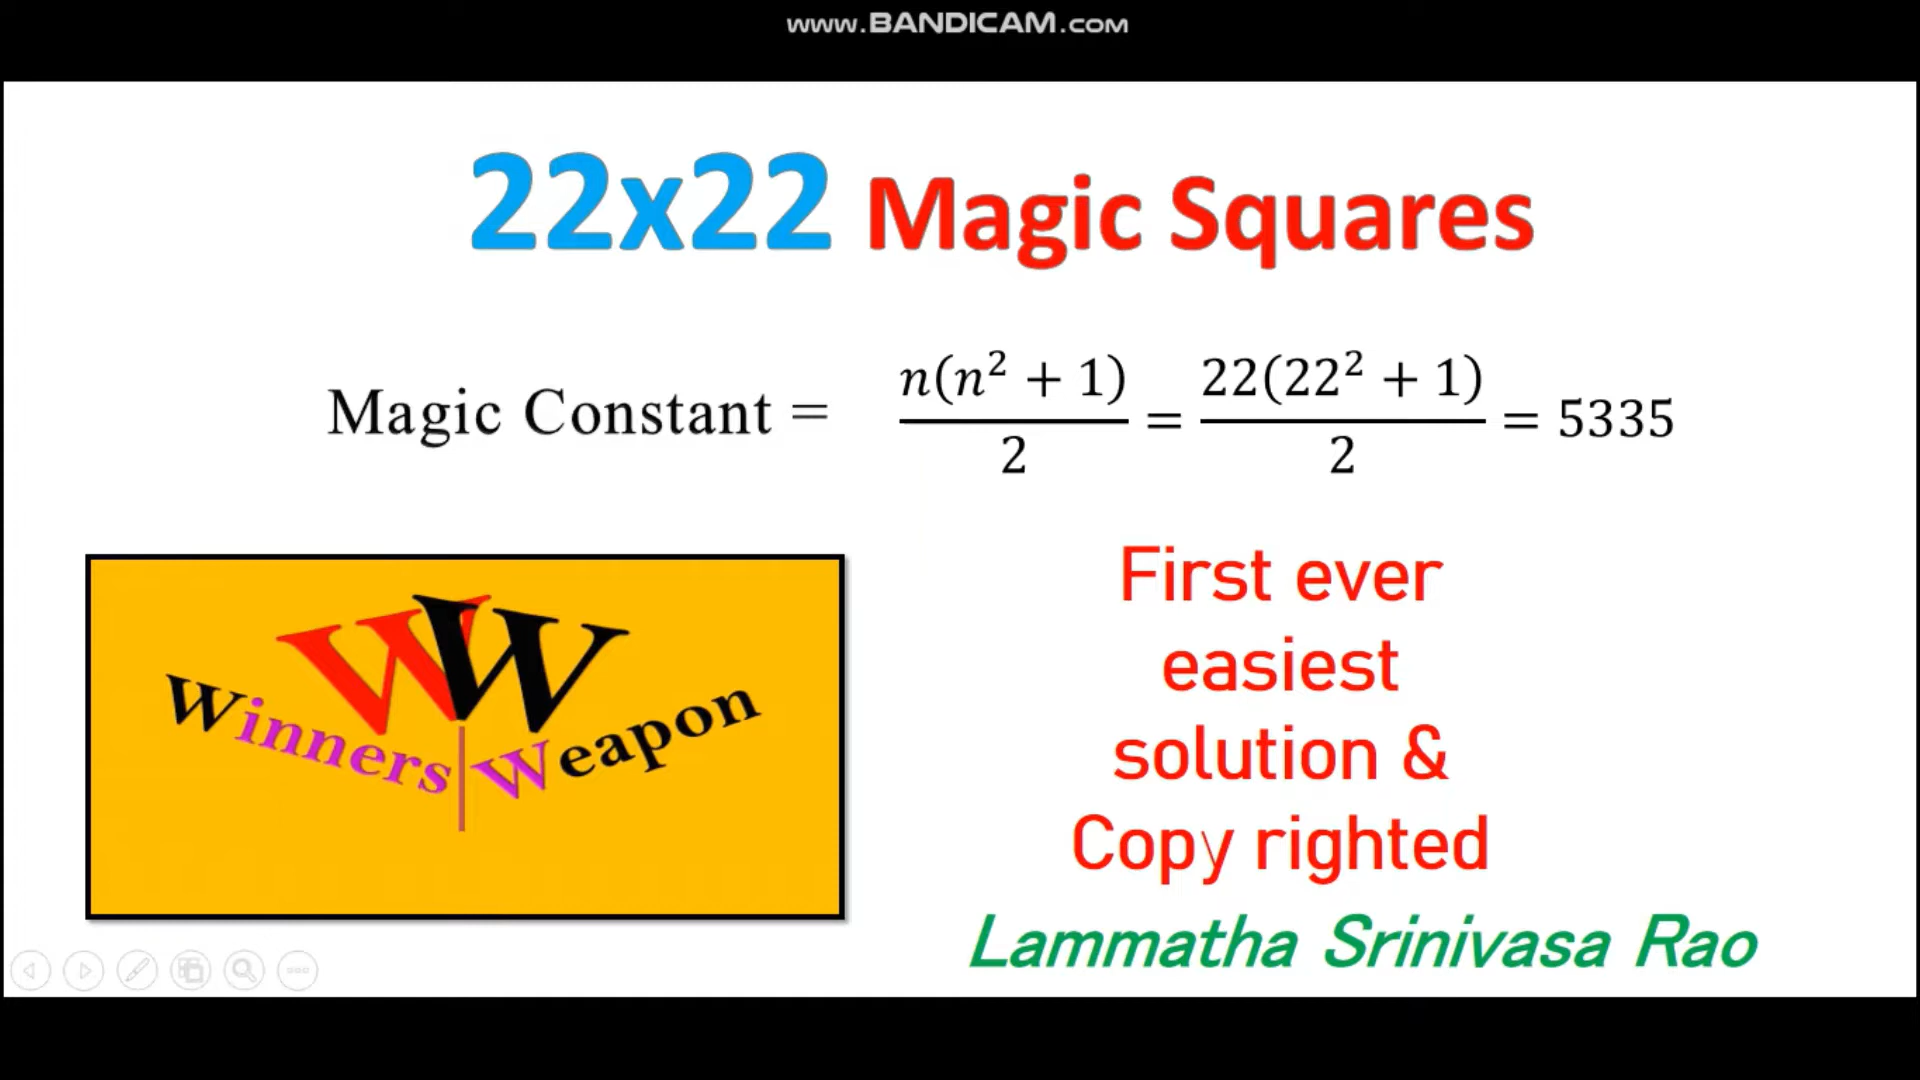 www.BANDICAM.com
22x22 Magic Squares
Magic Constant = n(n² + 1)/2 = 22(22² + 1)/2 = 5335
W W
Winners Weapon
First ever
easiest
solution &
Copy righted
Lammatha Srinivasa Rao